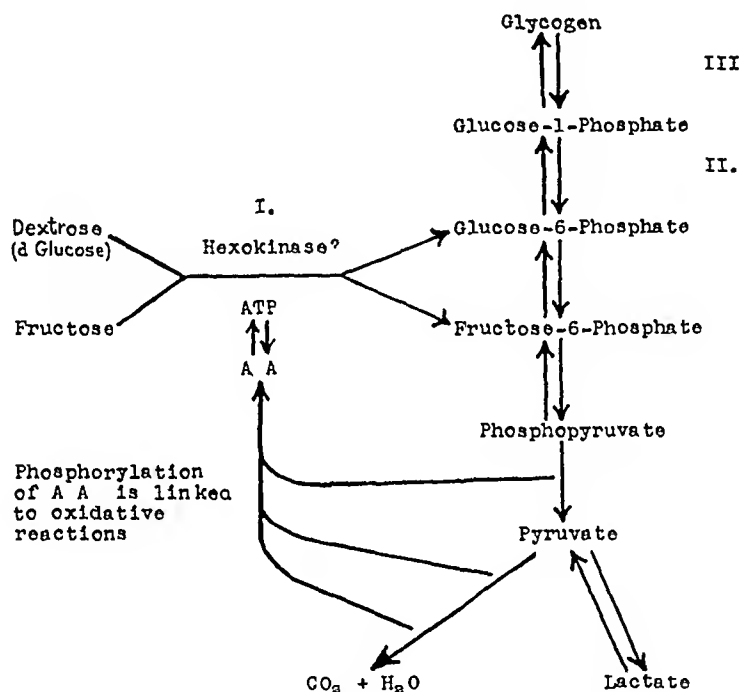 Glycogen
III
Glucose-1-Phosphate
II.
I.
Dextrose
(d Glucose)
Hexokinase?
Glucose-6-Phosphate
Fructose
ATP
Fructose-6-Phosphate
A A
Phosphopyruvate
Phosphorylation
of A A is linked
to oxidative
reactions
Pyruvate
CO₂ + H₂O
Lactate